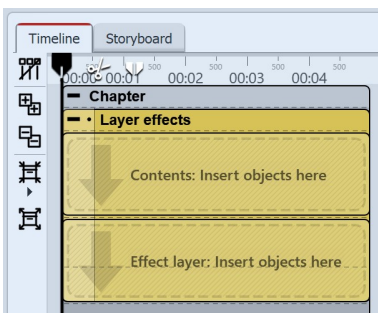 Timeline Storyboard
500 500 500 500 500
00:00 00:01 00:02 00:03 00:04
Chapter
Layer effects
Contents: Insert objects here
Effect layer: Insert objects here